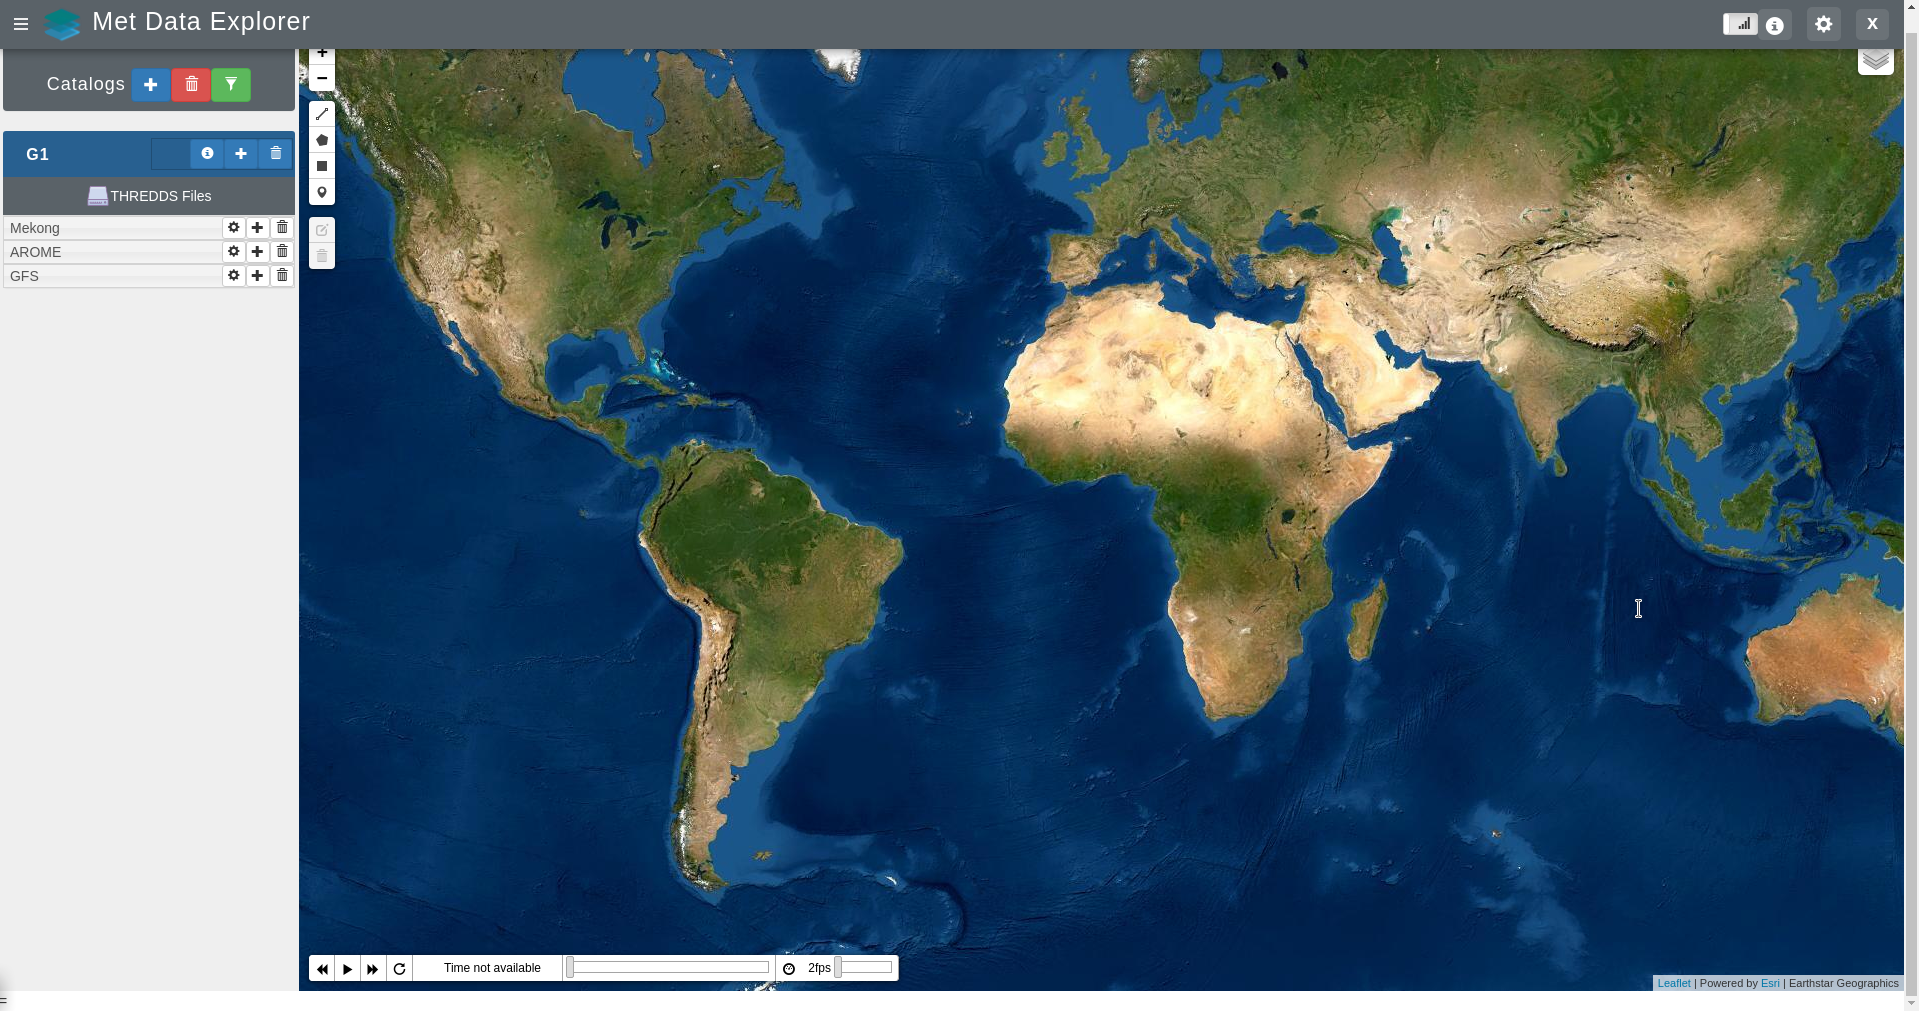 Met Data Explorer
X
Catalogs
G1
THREDDS Files
Mekong
AROME
GFS
Time not available
2fps
Leaflet | Powered by Esri | Earthstar Geographics